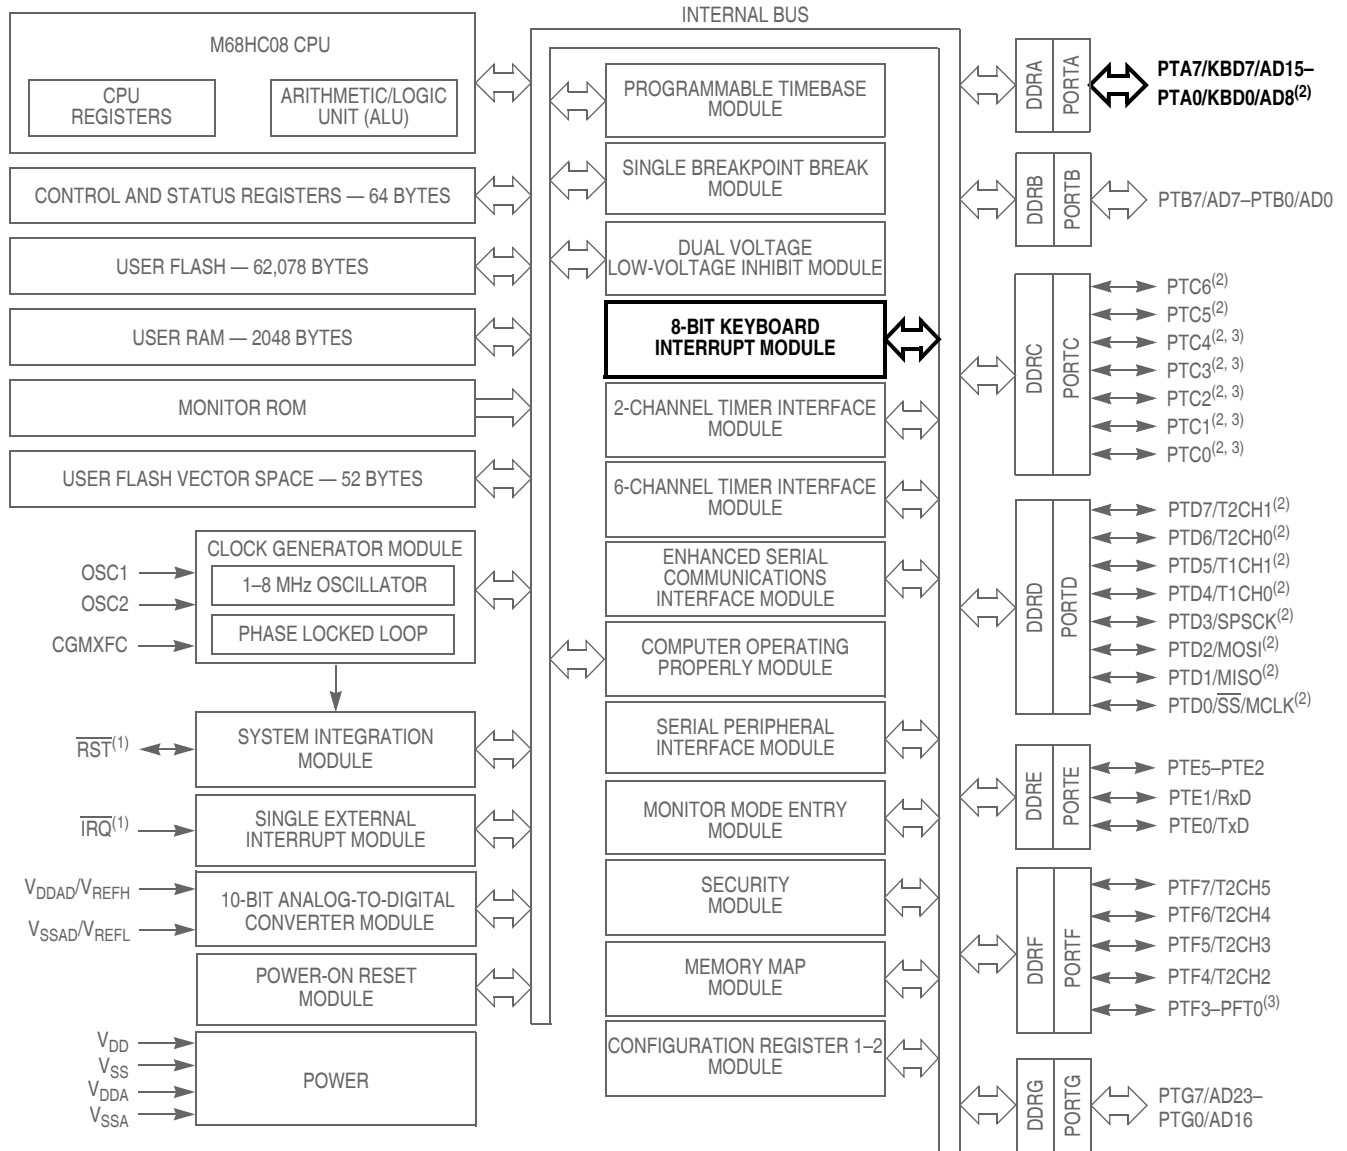 INTERNAL BUS
M68HC08 CPU
CPU
REGISTERS
ARITHMETIC/LOGIC
UNIT (ALU)
CONTROL AND STATUS REGISTERS — 64 BYTES
USER FLASH — 62,078 BYTES
USER RAM — 2048 BYTES
MONITOR ROM
USER FLASH VECTOR SPACE — 52 BYTES
CLOCK GENERATOR MODULE
1–8 MHz OSCILLATOR
PHASE LOCKED LOOP
OSC1
OSC2
CGMXFC
SYSTEM INTEGRATION
MODULE
RST(1)
SINGLE EXTERNAL
INTERRUPT MODULE
IRQ(1)
10-BIT ANALOG-TO-DIGITAL
CONVERTER MODULE
VDDAD/VREFH
VSSAD/VREFL
POWER-ON RESET
MODULE
POWER
VDD
VSS
VDDA
VSSA
PROGRAMMABLE TIMEBASE
MODULE
SINGLE BREAKPOINT BREAK
MODULE
DUAL VOLTAGE
LOW-VOLTAGE INHIBIT MODULE
8-BIT KEYBOARD
INTERRUPT MODULE
2-CHANNEL TIMER INTERFACE
MODULE
6-CHANNEL TIMER INTERFACE
MODULE
ENHANCED SERIAL
COMMUNICATIONS
INTERFACE MODULE
COMPUTER OPERATING
PROPERLY MODULE
SERIAL PERIPHERAL
INTERFACE MODULE
MONITOR MODE ENTRY
MODULE
SECURITY
MODULE
MEMORY MAP
MODULE
CONFIGURATION REGISTER 1–2
MODULE
DDRA
PORTA
PTA7/KBD7/AD15–
PTA0/KBD0/AD8(2)
DDRB
PORTB
PTB7/AD7–PTB0/AD0
DDRC
PORTC
PTC6(2)
PTC5(2)
PTC4(2, 3)
PTC3(2, 3)
PTC2(2, 3)
PTC1(2, 3)
PTC0(2, 3)
DDRD
PORTD
PTD7/T2CH1(2)
PTD6/T2CH0(2)
PTD5/T1CH1(2)
PTD4/T1CH0(2)
PTD3/SPSCK(2)
PTD2/MOSI(2)
PTD1/MISO(2)
PTD0/SS/MCLK(2)
DDRE
PORTE
PTE5–PTE2
PTE1/RxD
PTE0/TxD
DDRF
PORTF
PTF7/T2CH5
PTF6/T2CH4
PTF5/T2CH3
PTF4/T2CH2
PTF3–PFT0(3)
DDRG
PORTG
PTG7/AD23–
PTG0/AD16